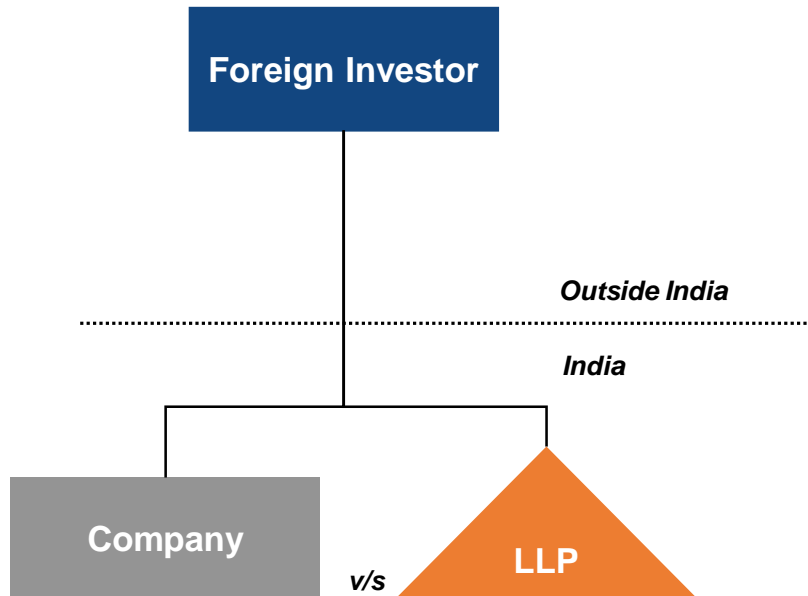 Foreign Investor
Outside India
India
Company
v/s
LLP